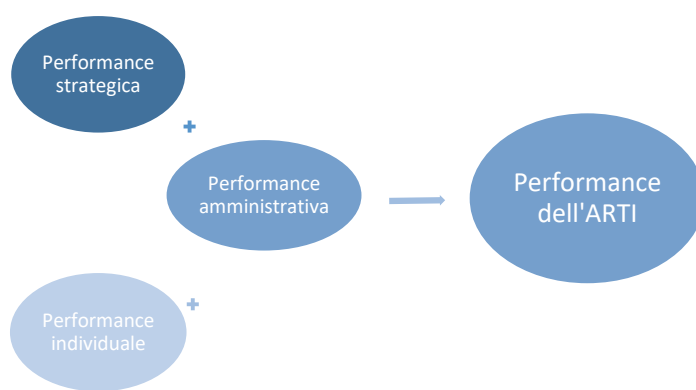 Performance
strategica
+
Performance
amministrativa
Performance
dell'ARTI
+
Performance
individuale